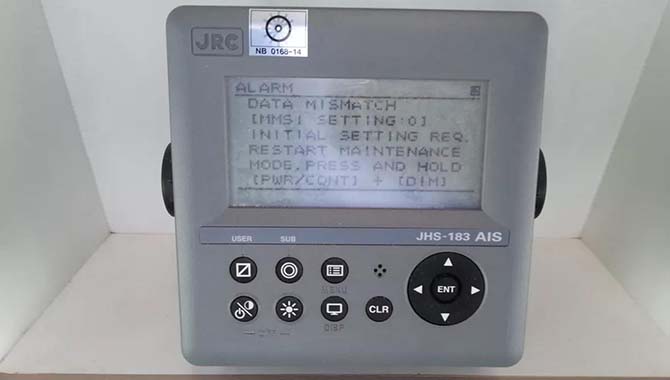 JRC
NB 0168-14
ALARM
DATA MISMATCH
[MMSI SETTING:0]
INITIAL SETTING REQ.
RESTART MAINTENANCE
MODE,PRESS AND HOLD
[PWR/CONT] + [DIM]
JHS-183 AIS
USER SUB
MENU
ENT
DISP
CLR